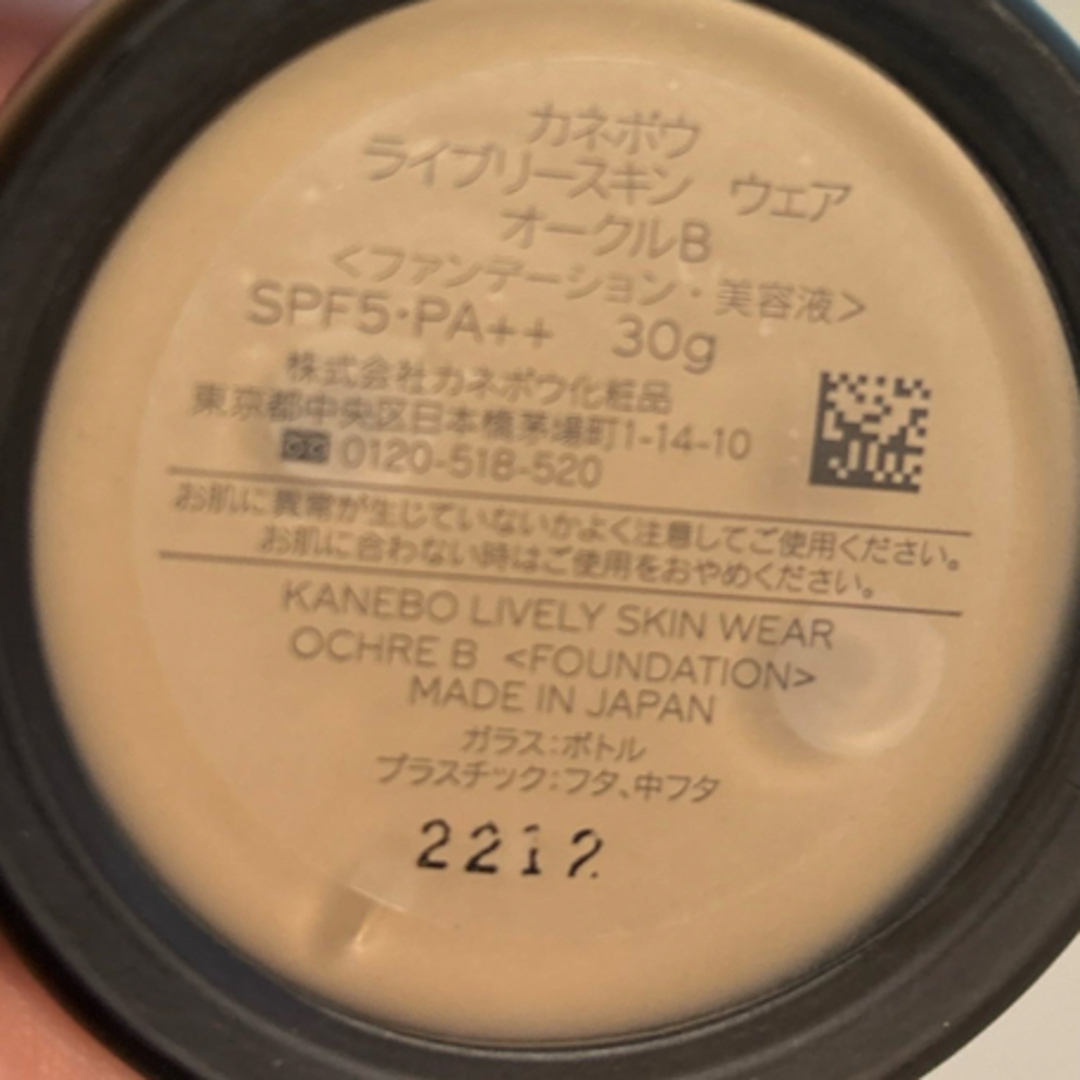 カネボウ
ライブリースキン ウェア
オークルB
<ファンデーション・美容液>
SPF5・PA++ 30g
株式会社カネボウ化粧品
東京都中央区日本橋茅場町1-14-10
0120-518-520
お肌に異常が生じていないかよく注意してご使用ください。
お肌に合わない時はご使用をおやめください。
KANEBO LIVELY SKIN WEAR
OCHRE B <FOUNDATION>
MADE IN JAPAN
ガラス:ボトル
プラスチック:フタ、中フタ
2212